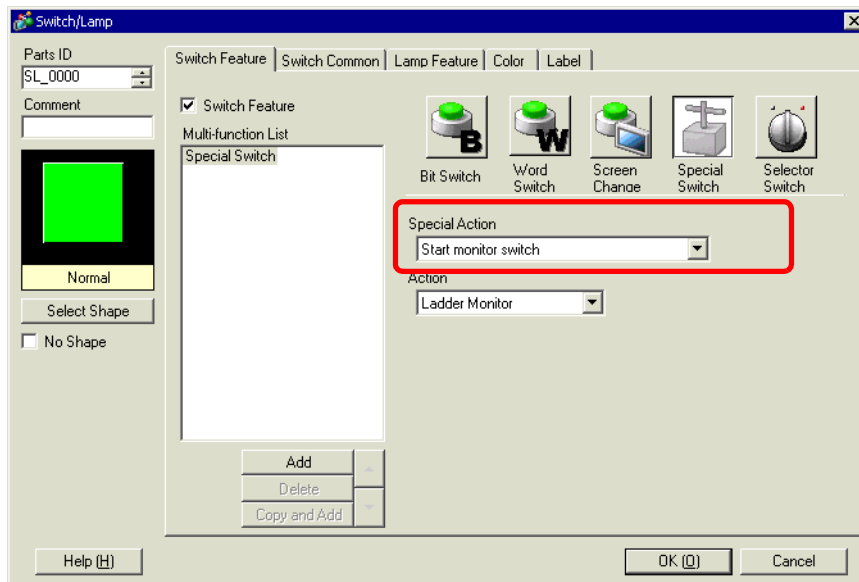 Switch/Lamp
Parts ID
SL_0000
Comment
Normal
Select Shape
No Shape
Switch Feature
Switch Common
Lamp Feature
Color
Label
Switch Feature
Multi-function List
Special Switch
Add
Delete
Copy and Add
B
Bit Switch
W
Word
Switch
Screen
Change
Special
Switch
Selector
Switch
Special Action
Start monitor switch
Action
Ladder Monitor
Help (H)
OK (O)
Cancel